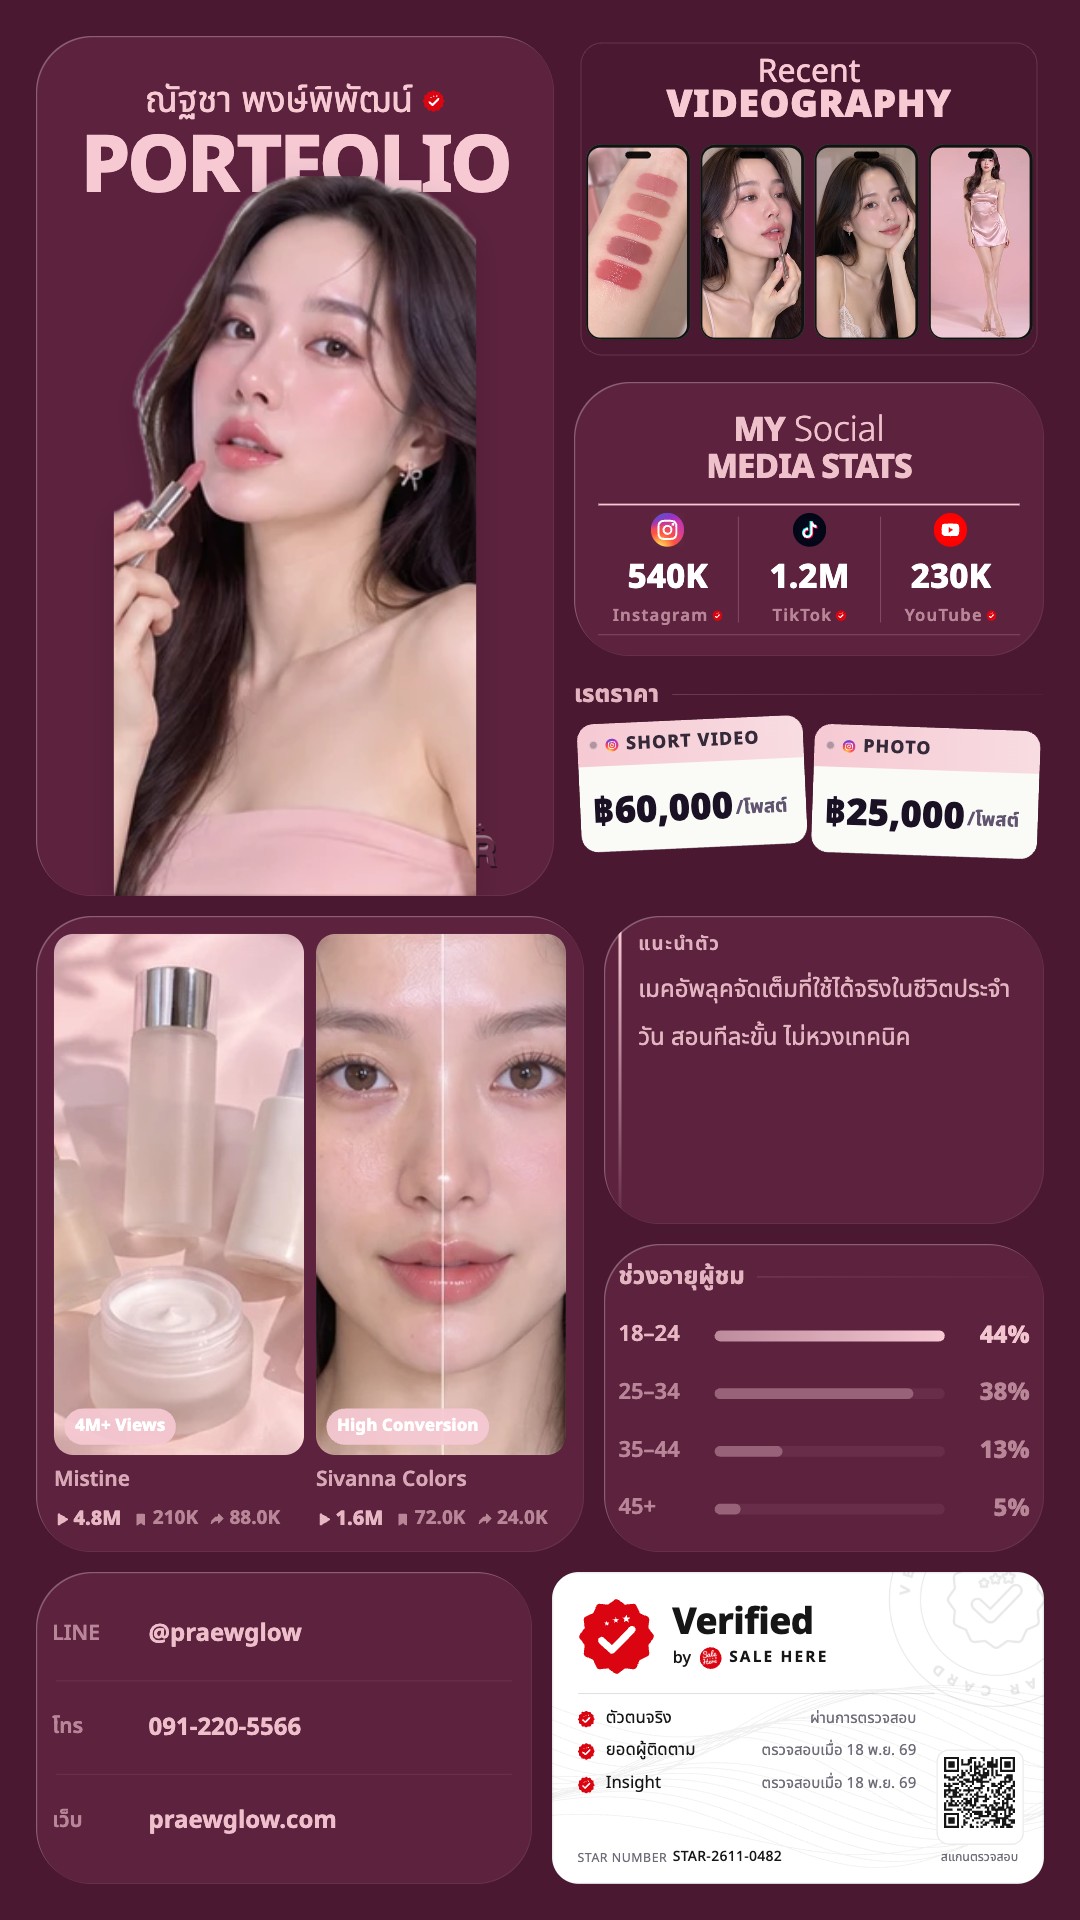 ณัฐชา พงษ์พิพัฒน์
PORTFOLIO
Recent
VIDEOGRAPHY
MY Social
MEDIA STATS
540K
Instagram
1.2M
TikTok
230K
YouTube
เรตราคา
SHORT VIDEO
฿60,000/โพสต์
PHOTO
฿25,000/โพสต์
4M+ Views
Mistine
4.8M 210K 88.0K
High Conversion
Sivanna Colors
1.6M 72.0K 24.0K
แนะนำตัว
เมคอัพลุคจัดเต็มที่ใช้ได้จริงในชีวิตประจำ
วัน สอนทีละขั้น ไม่หวงเทคนิค
ช่วงอายุผู้ชม
18–24 44%
25–34 38%
35–44 13%
45+ 5%
LINE @praewglow
โทร 091-220-5566
เว็บ praewglow.com
Verified
by SALE HERE
ตัวตนจริง ผ่านการตรวจสอบ
ยอดผู้ติดตาม ตรวจสอบเมื่อ 18 พ.ย. 69
Insight ตรวจสอบเมื่อ 18 พ.ย. 69
STAR NUMBER STAR-2611-0482
สแกนตรวจสอบ